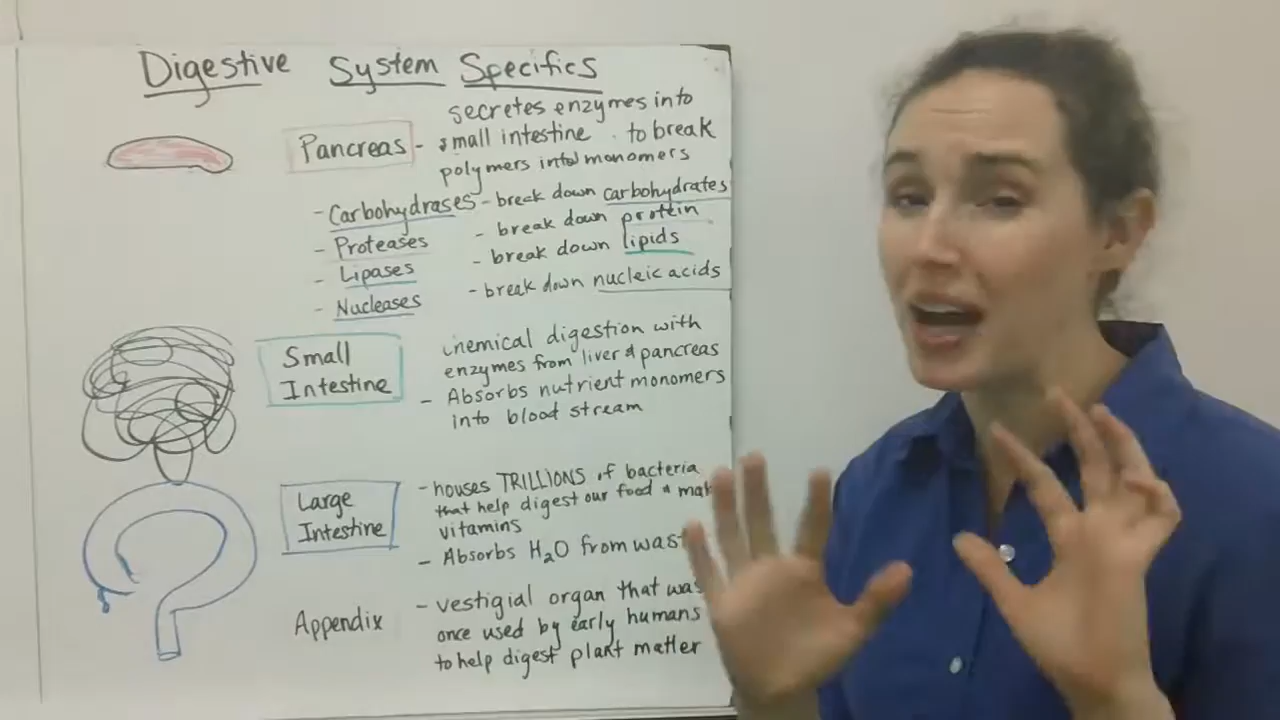 Digestive System Specifics
Pancreas - secretes enzymes into
small intestine to break
polymers into monomers
- Carbohydrases - break down carbohydrates
- Proteases - break down protein
- Lipases - break down lipids
- Nucleases - break down nucleic acids
Small
Intestine
chemical digestion with
enzymes from liver & pancreas
- Absorbs nutrient monomers
into blood stream
Large
Intestine
- houses TRILLIONS of bacteria
that help digest our food &
vitamins
- Absorbs H2O from
Appendix
- vestigial organ that was
once used by early humans
to help digest plant matter